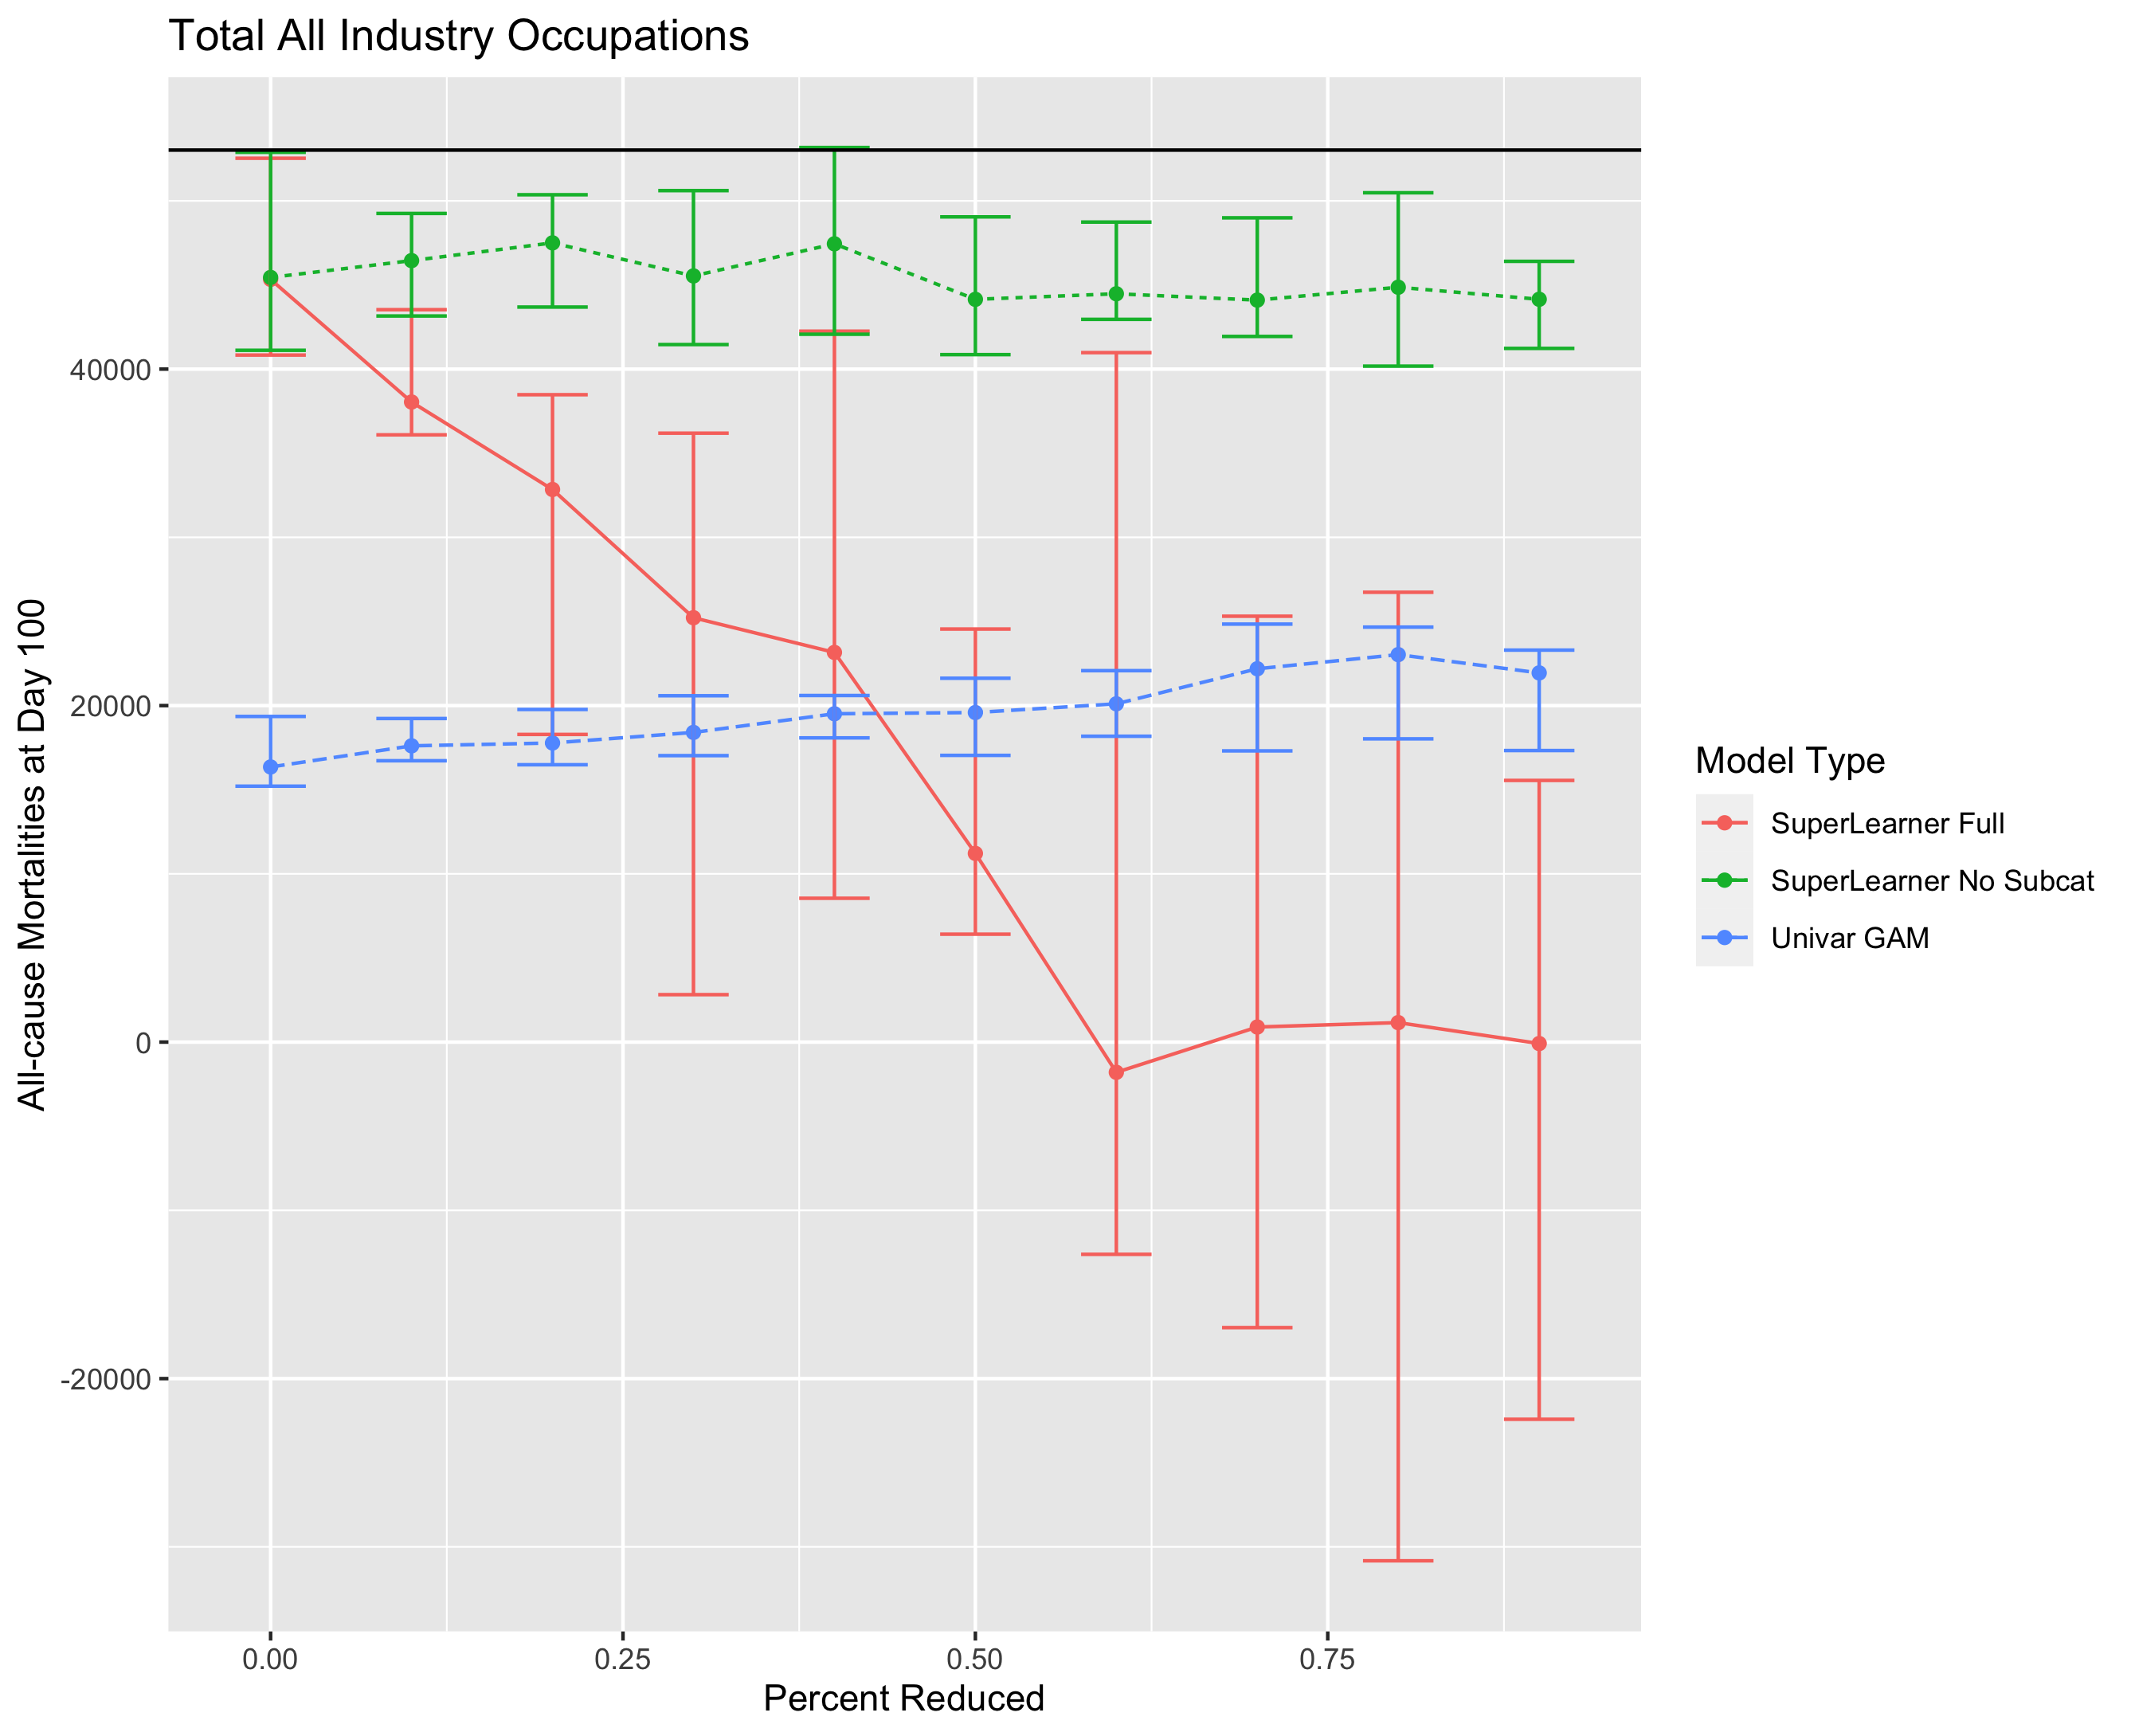 Total All Industry Occupations
All-cause Mortalities at Day 100
40000
20000
0
-20000
0.00
0.25
0.50
0.75
Percent Reduced
Model Type
SuperLearner Full
SuperLearner No Subcat
Univar GAM